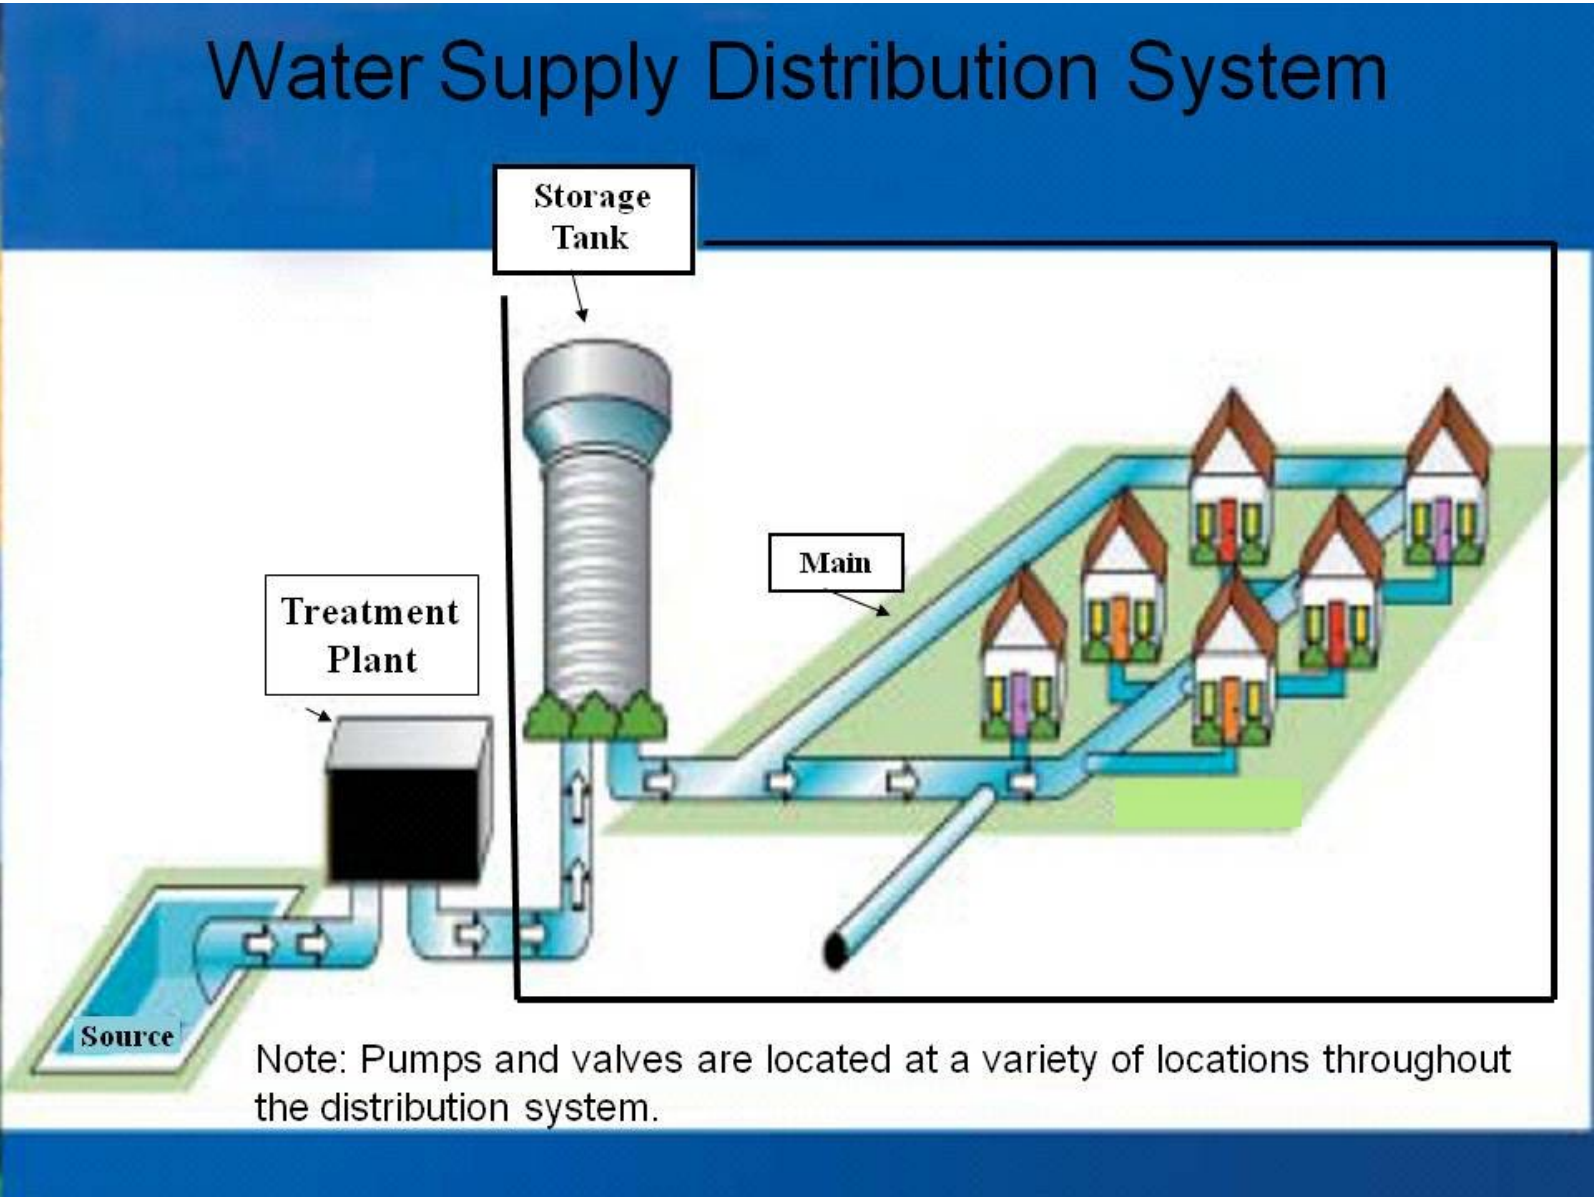 Water Supply Distribution System
Storage
Tank
Main
Treatment
Plant
Source
Note: Pumps and valves are located at a variety of locations throughout
the distribution system.